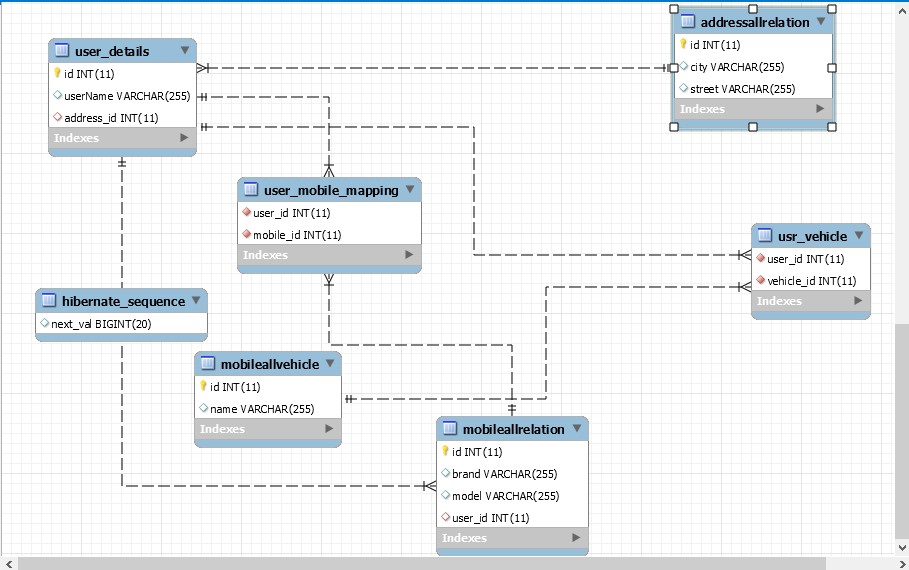 addressallrelation
id INT(11)
city VARCHAR(255)
street VARCHAR(255)
Indexes
user_details
id INT(11)
userName VARCHAR(255)
address_id INT(11)
Indexes
user_mobile_mapping
user_id INT(11)
mobile_id INT(11)
Indexes
usr_vehicle
user_id INT(11)
vehicle_id INT(11)
Indexes
hibernate_sequence
next_val BIGINT(20)
mobileallvehicle
id INT(11)
name VARCHAR(255)
Indexes
mobileallrelation
id INT(11)
brand VARCHAR(255)
model VARCHAR(255)
user_id INT(11)
Indexes